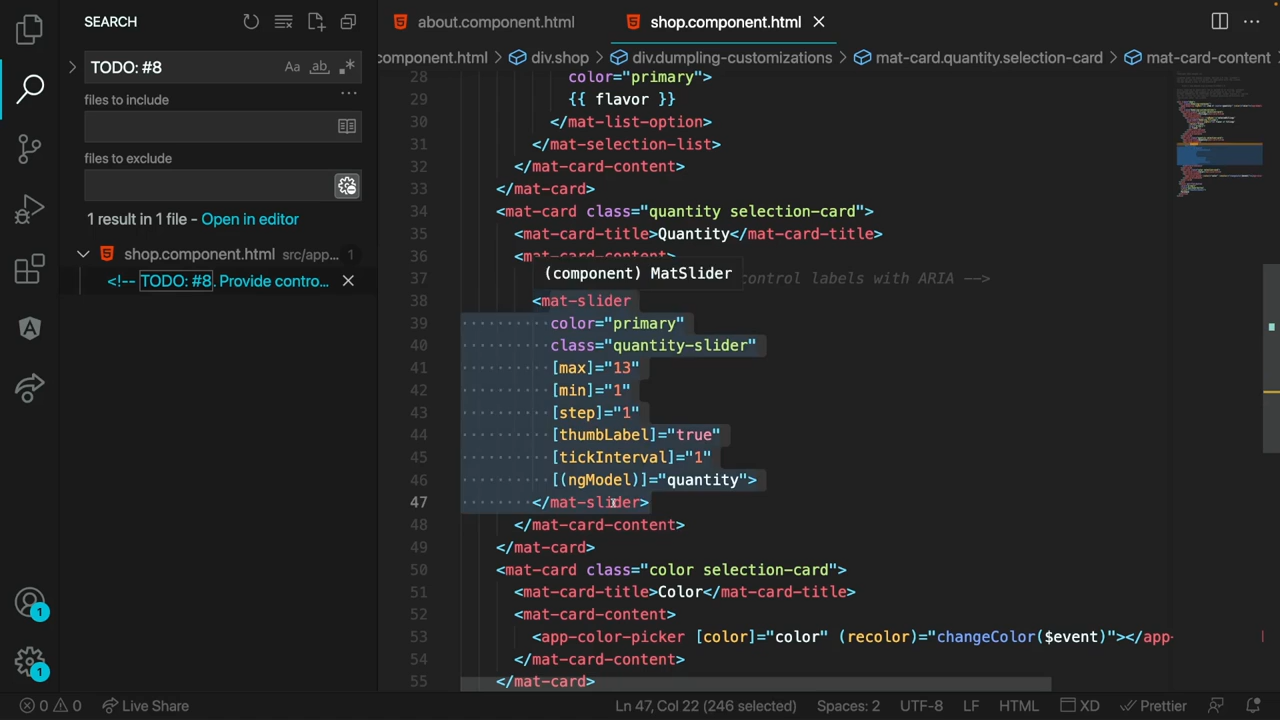 SEARCH
TODO: #8
Aa
ab
files to include
files to exclude
1 result in 1 file - Open in editor
shop.component.html src/app... 1
<!-- TODO: #8. Provide contro...
about.component.html
shop.component.html
component.html > div.shop > div.dumpling-customizations > mat-card.quantity.selection-card > mat-card-content
28 color="primary">
29 {{ flavor }}
30 </mat-list-option>
31 </mat-selection-list>
32 </mat-card-content>
33 </mat-card>
34 <mat-card class="quantity selection-card">
35 <mat-card-title>Quantity</mat-card-title>
36 <mat-card-content>
(component) MatSlider
37 control labels with ARIA -->
38 <mat-slider
39 color="primary"
40 class="quantity-slider"
41 [max]="13"
42 [min]="1"
43 [step]="1"
44 [thumbLabel]="true"
45 [tickInterval]="1"
46 [(ngModel)]="quantity">
47 </mat-slider>
48 </mat-card-content>
49 </mat-card>
50 <mat-card class="color selection-card">
51 <mat-card-title>Color</mat-card-title>
52 <mat-card-content>
53 <app-color-picker [color]="color" (recolor)="changeColor($event)"></app-
54 </mat-card-content>
55 </mat-card>
1
1
0 0 Live Share Ln 47, Col 22 (246 selected) Spaces: 2 UTF-8 LF HTML XD Prettier